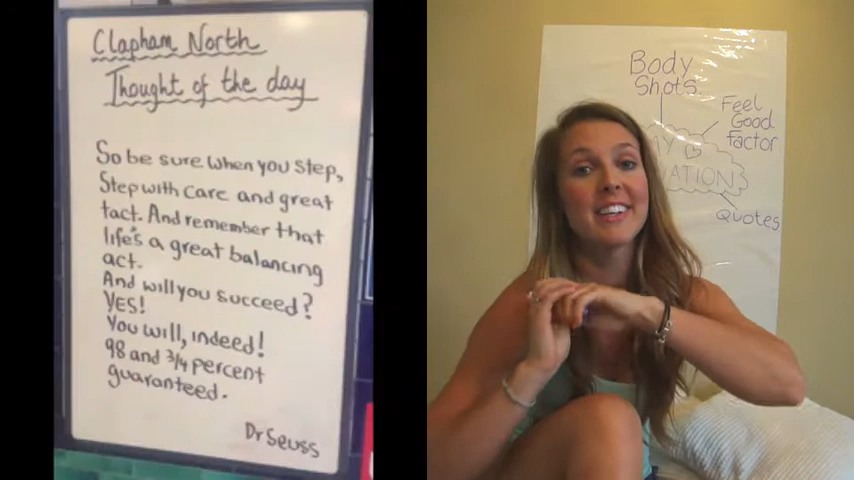 Clapham North
Thought of the day
So be sure when you step,
Step with care and great
tact. And remember that
life's a great balancing
act.
And will you succeed?
YES!
You will, indeed!
98 and 3/4 percent
guaranteed.
Dr Seuss
Body
Shots
Feel
Good
factor
MY
Quotes